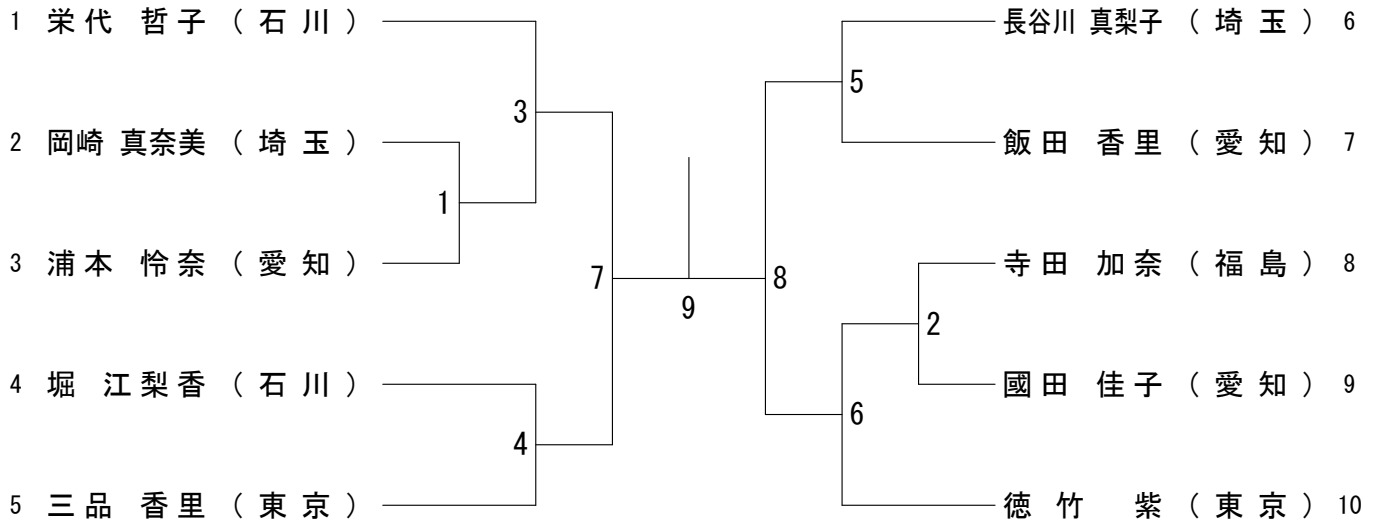 1 栄代 哲子 （ 石川 ）
2 岡崎 真奈美 （ 埼玉 ）
3 浦本 怜奈 （ 愛知 ）
4 堀 江梨香 （ 石川 ）
5 三品 香里 （ 東京 ）
3
1
7
4
9
8
5
2
6
長谷川 真梨子 （ 埼玉 ） 6
飯田 香里 （ 愛知 ） 7
寺田 加奈 （ 福島 ） 8
國田 佳子 （ 愛知 ） 9
徳竹 紫 （ 東京 ） 10